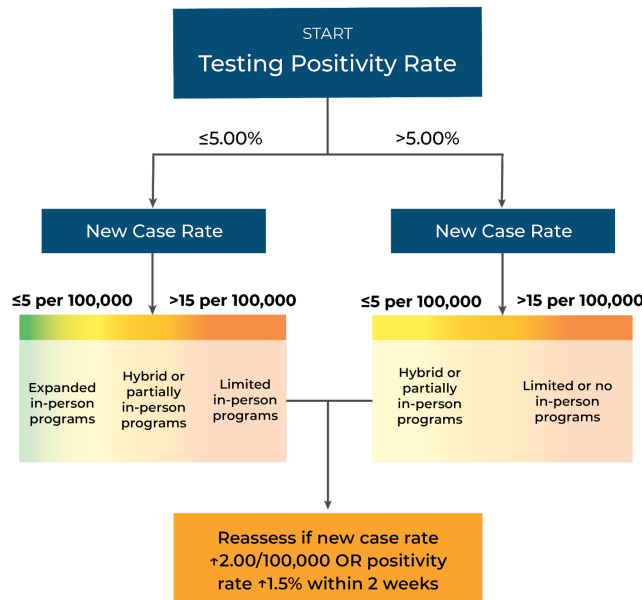 START
Testing Positivity Rate
≤5.00%
>5.00%
New Case Rate
New Case Rate
≤5 per 100,000
>15 per 100,000
≤5 per 100,000
>15 per 100,000
Expanded
in-person
programs
Hybrid or
partially
in-person
programs
Limited
in-person
programs
Hybrid or
partially
in-person
programs
Limited or no
in-person
programs
Reassess if new case rate
↑2.00/100,000 OR positivity
rate ↑1.5% within 2 weeks